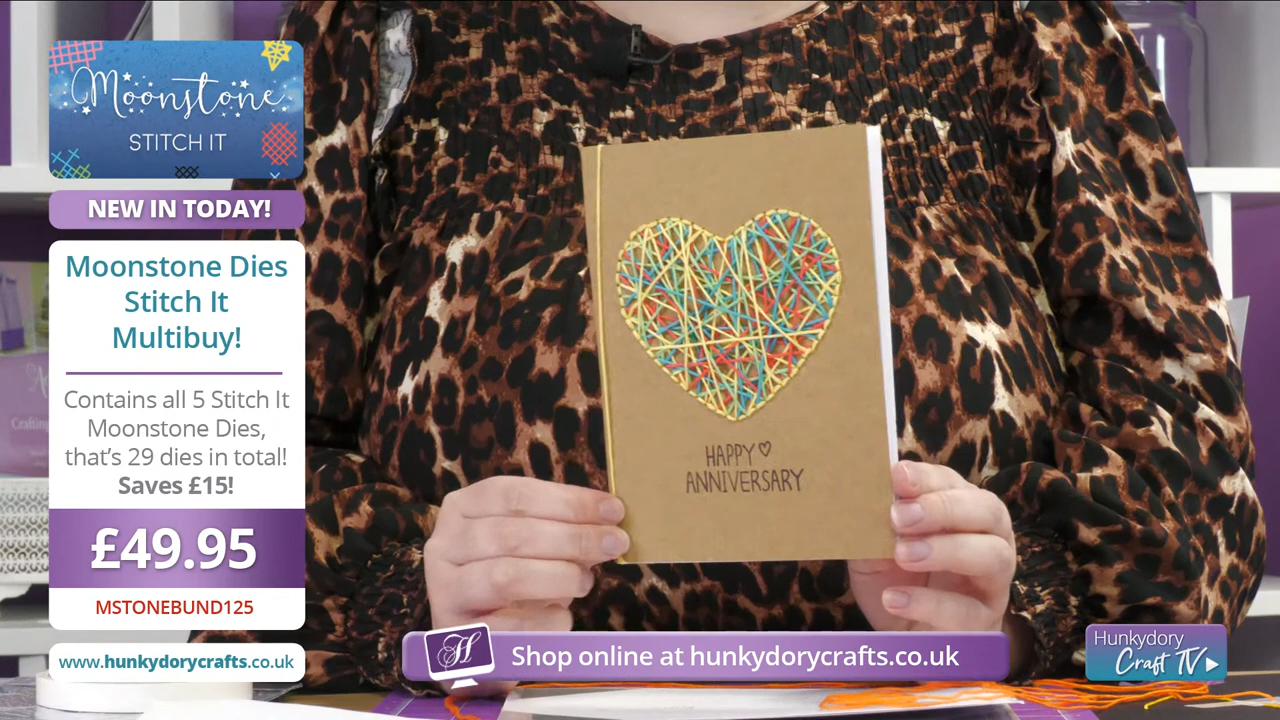 Moonstone
STITCH IT
NEW IN TODAY!
Moonstone Dies
Stitch It
Multibuy!
Contains all 5 Stitch It
Moonstone Dies,
that's 29 dies in total!
Saves £15!
£49.95
MSTONEBUND125
www.hunkydorycrafts.co.uk
HAPPY
ANNIVERSARY
H
Shop online at hunkydorycrafts.co.uk
Hunkydory
Craft TV